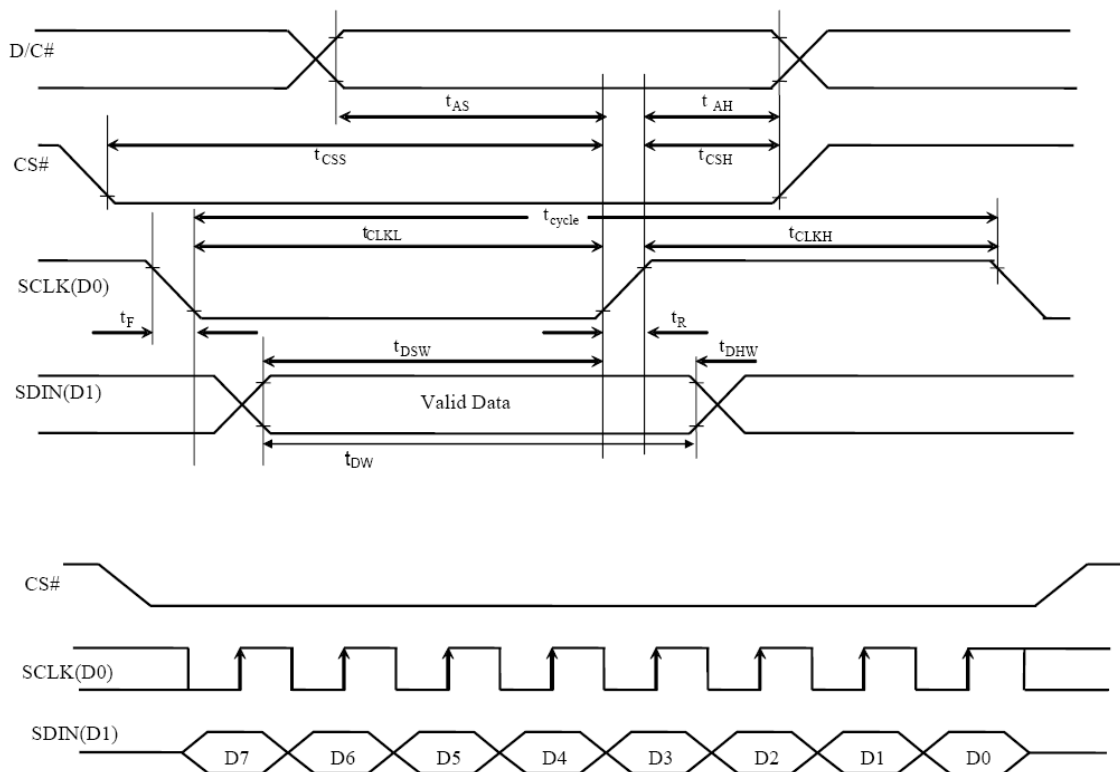 D/C#
tAS
tAH
CS#
tCSS
tCSH
tcycle
tCLKL
tCLKH
SCLK(D0)
tF
tR
tDSW
tDHW
SDIN(D1)
Valid Data
tDW
CS#
SCLK(D0)
SDIN(D1)
D7 D6 D5 D4 D3 D2 D1 D0